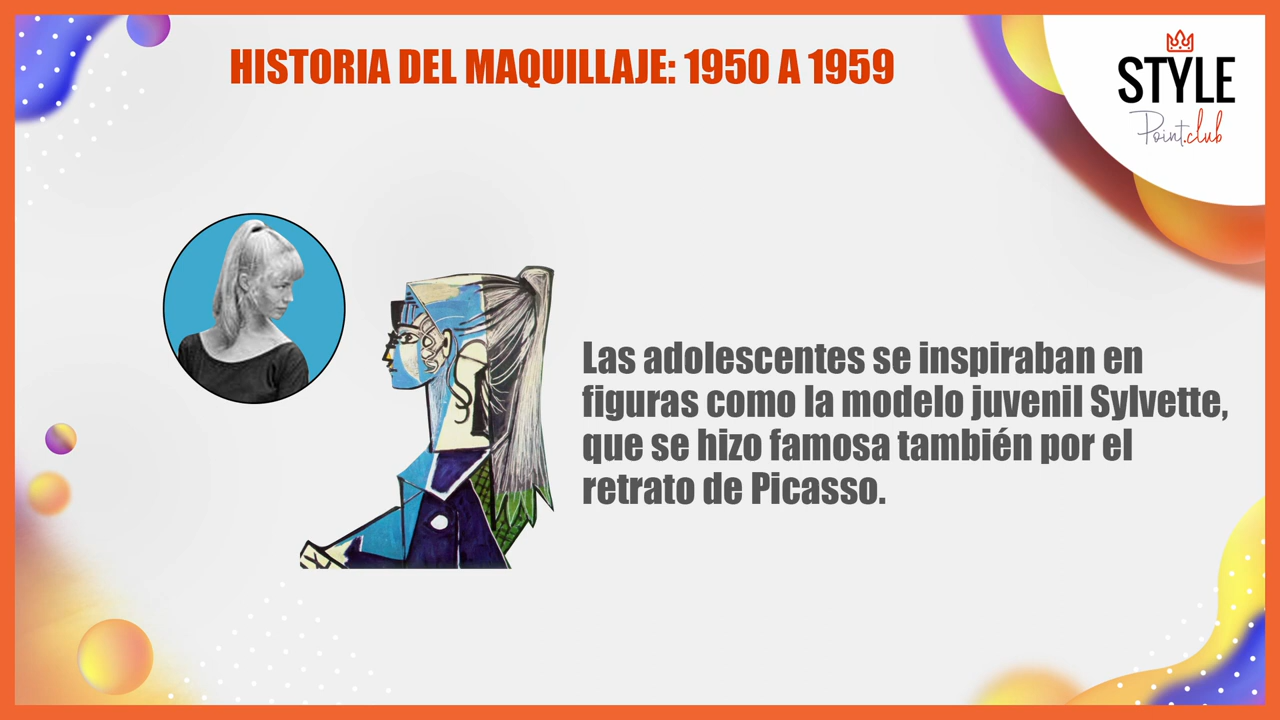 HISTORIA DEL MAQUILLAJE: 1950 A 1959
STYLE
Point.club
Las adolescentes se inspiraban en
figuras como la modelo juvenil Sylvette,
que se hizo famosa también por el
retrato de Picasso.